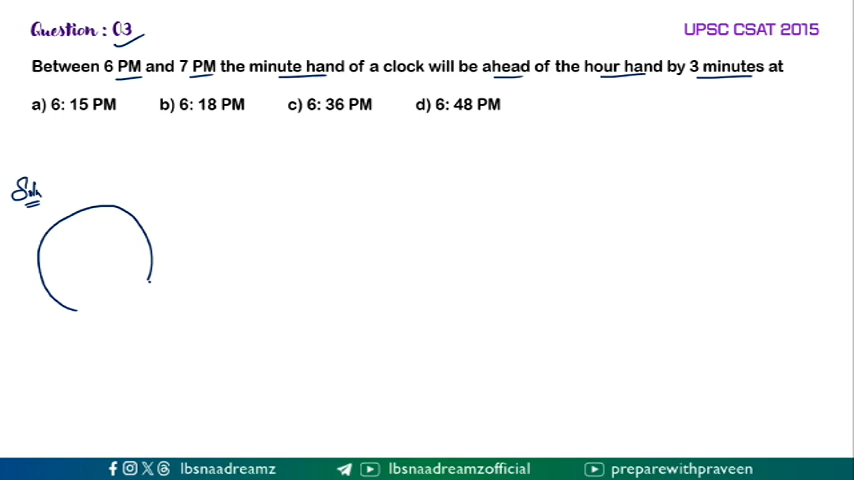 Question : 03
UPSC CSAT 2015
Between 6 PM and 7 PM the minute hand of a clock will be ahead of the hour hand by 3 minutes at
a) 6: 15 PM b) 6: 18 PM c) 6: 36 PM d) 6: 48 PM
Soln
lbsnaadreamz lbsnaadreamzofficial preparewithpraveen